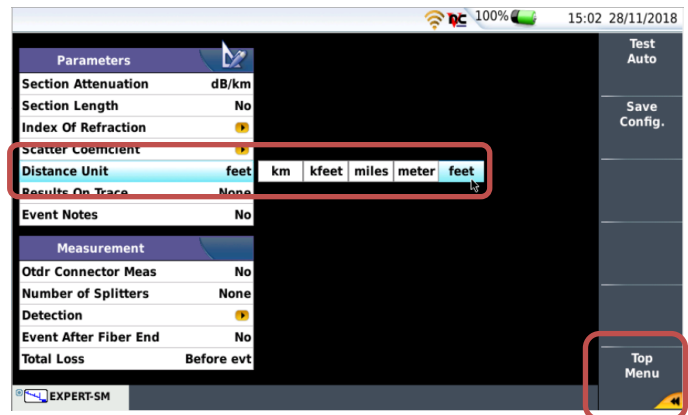 100% 15:02 28/11/2018
Test
Auto
Parameters
Section Attenuation dB/km
Section Length No
Save
Config.
Index Of Refraction
Scatter Coefficient
Distance Unit feet km kfeet miles meter feet
Results On Trace None
Event Notes No
Measurement
Otdr Connector Meas No
Number of Splitters None
Detection
Event After Fiber End No
Total Loss Before evt
Top
Menu
EXPERT-SM